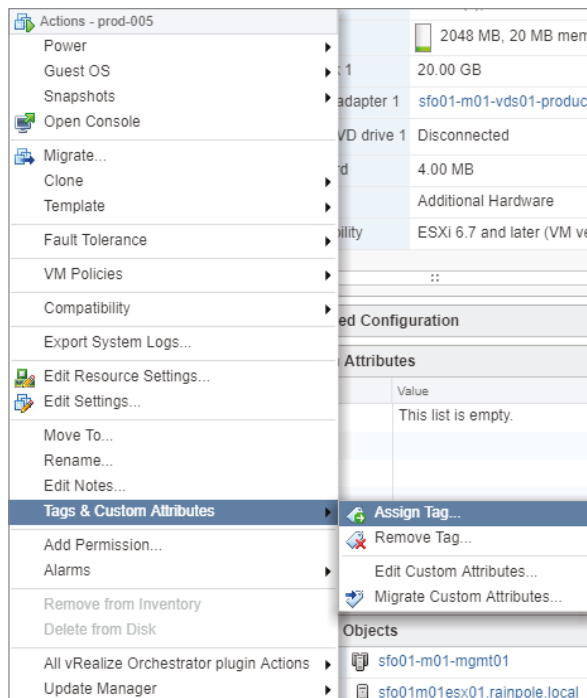 Actions - prod-005
Power
Guest OS
Snapshots
Open Console
Migrate...
Clone
Template
Fault Tolerance
VM Policies
Compatibility
Export System Logs...
Edit Resource Settings...
Edit Settings...
Move To...
Rename...
Edit Notes...
Tags & Custom Attributes
Add Permission...
Alarms
Remove from Inventory
Delete from Disk
All vRealize Orchestrator plugin Actions
Update Manager
2048 MB, 20 MB mem
1
20.00 GB
adapter 1
sfo01-m01-vds01-produc
VD drive 1
Disconnected
rd
4.00 MB
Additional Hardware
bility
ESXi 6.7 and later (VM ve
ed Configuration
Attributes
Value
This list is empty.
Assign Tag...
Remove Tag...
Edit Custom Attributes...
Migrate Custom Attributes...
Objects
sfo01-m01-mgmt01
sfo01m01esx01.rainpole.local